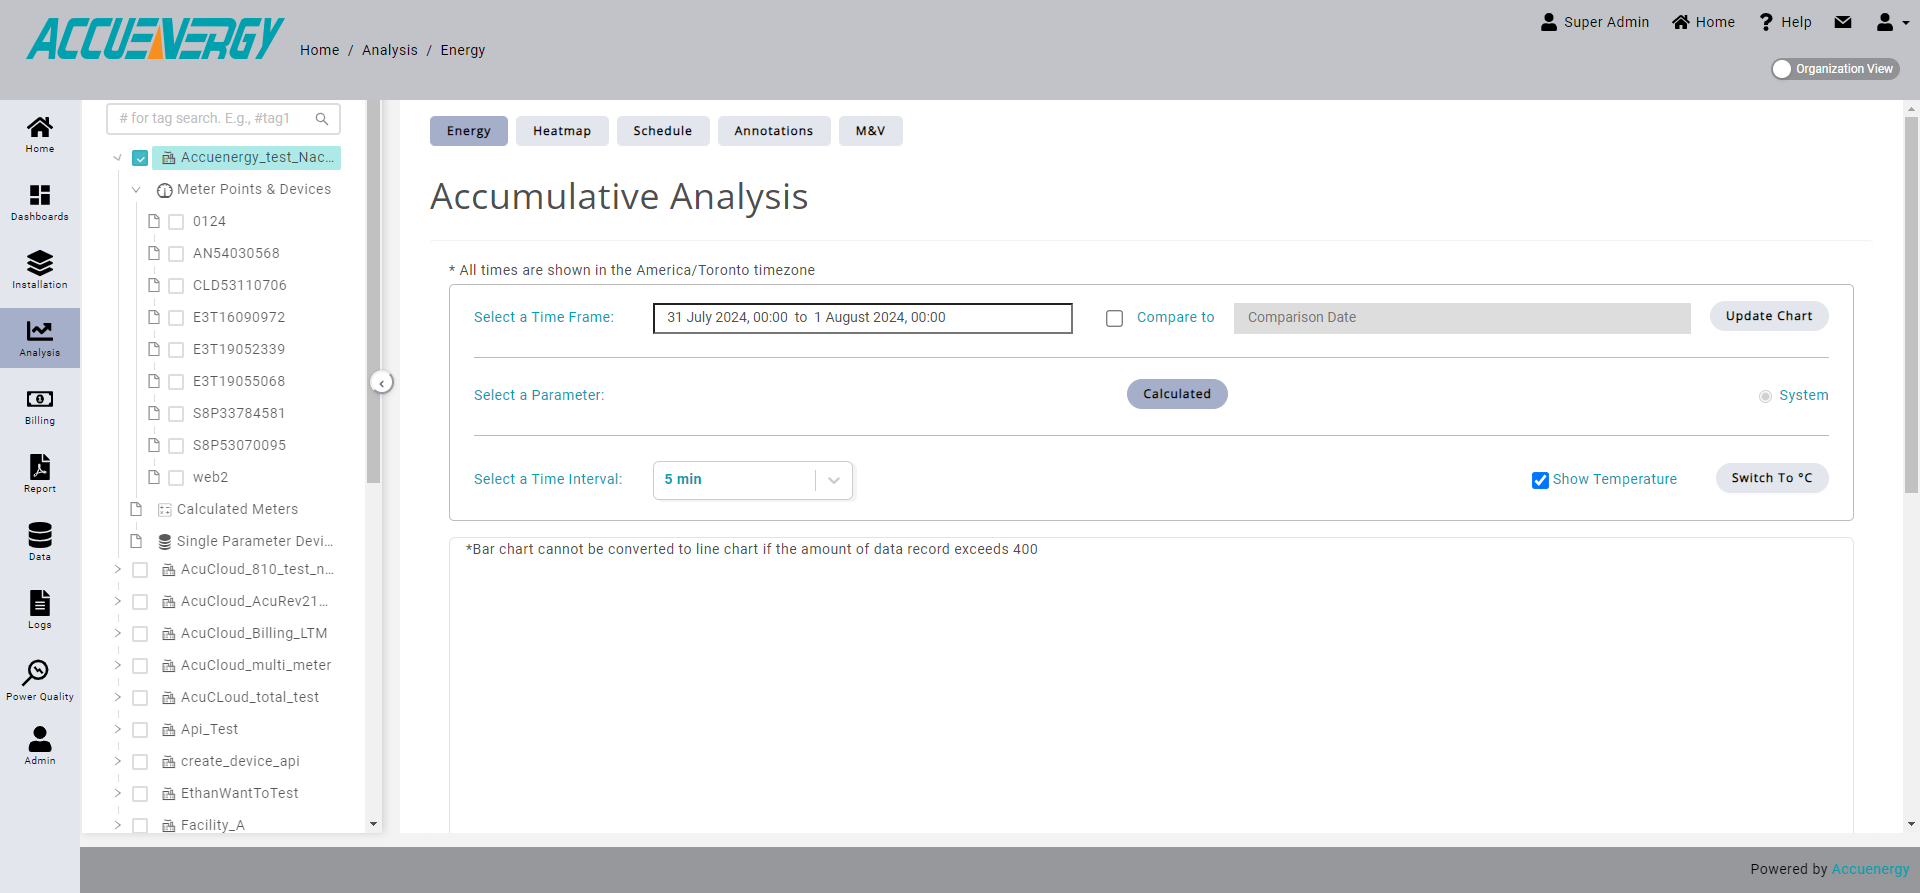 ACCUENERGY
Home / Analysis / Energy
Super Admin
Home
Help
Organization View
Home
Dashboards
Installation
Analysis
Billing
Report
Data
Logs
Power Quality
Admin
# for tag search. E.g., #tag1
Accuenergy_test_Nac...
Meter Points & Devices
0124
AN54030568
CLD53110706
E3T16090972
E3T19052339
E3T19055068
S8P33784581
S8P53070095
web2
Calculated Meters
Single Parameter Devi...
AcuCloud_810_test_n...
AcuCloud_AcuRev21...
AcuCloud_Billing_LTM
AcuCloud_multi_meter
AcuCLoud_total_test
Api_Test
create_device_api
EthanWantToTest
Facility_A
Energy
Heatmap
Schedule
Annotations
M&V
Accumulative Analysis
* All times are shown in the America/Toronto timezone
Select a Time Frame: 31 July 2024, 00:00 to 1 August 2024, 00:00 Compare to Comparison Date Update Chart
Select a Parameter: Calculated System
Select a Time Interval: 5 min Show Temperature Switch To °C
*Bar chart cannot be converted to line chart if the amount of data record exceeds 400
Powered by Accuenergy